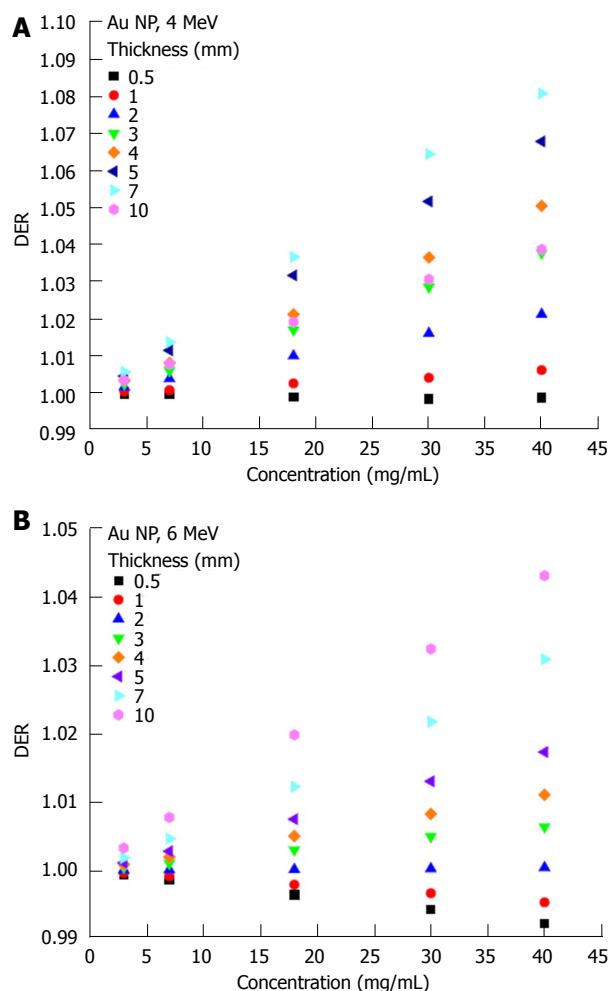 A
Au NP, 4 MeV
Thickness (mm)
0.5
1
2
3
4
5
7
10
1.10
1.09
1.08
1.07
1.06
1.05
1.04
1.03
1.02
1.01
1.00
0.99
DER
0 5 10 15 20 25 30 35 40 45
Concentration (mg/mL)
B
Au NP, 6 MeV
Thickness (mm)
0.5
1
2
3
4
5
7
10
1.05
1.04
1.03
1.02
1.01
1.00
0.99
DER
0 5 10 15 20 25 30 35 40 45
Concentration (mg/mL)